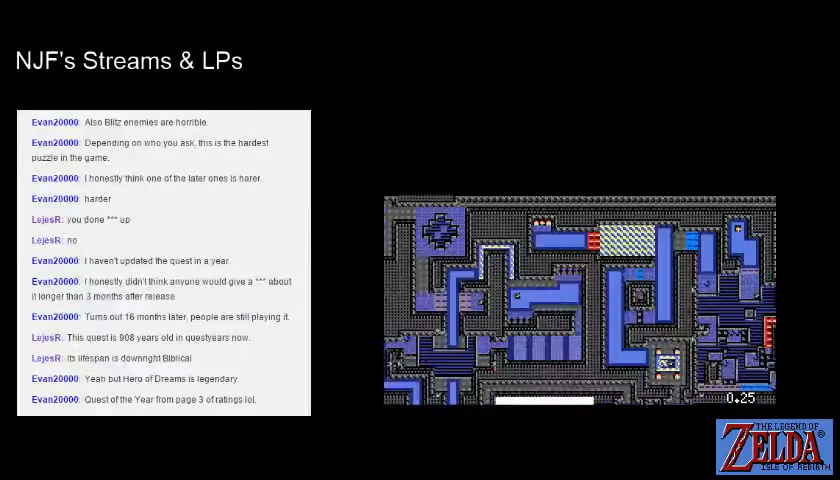 NJF's Streams & LPs
Evan20000: Also Blitz enemies are horrible.
Evan20000: Depending on who you ask, this is the hardest
puzzle in the game.
Evan20000: I honestly think one of the later ones is harer.
Evan20000: harder
LejesR: you done *** up
LejesR: no
Evan20000: I haven't updated the quest in a year.
Evan20000: I honestly didn't think anyone would give a *** about
it longer than 3 months after release
Evan20000: Turns out 16 months later, people are still playing it.
LejesR: This quest is 908 years old in questyears now.
LejesR: its lifespan is downright Biblical
Evan20000: Yeah but Hero of Dreams is legendary.
Evan20000: Quest of the Year from page 3 of ratings lol.
0.25
THE LEGEND OF
ZELDA®
ISLE OF REBIRTH